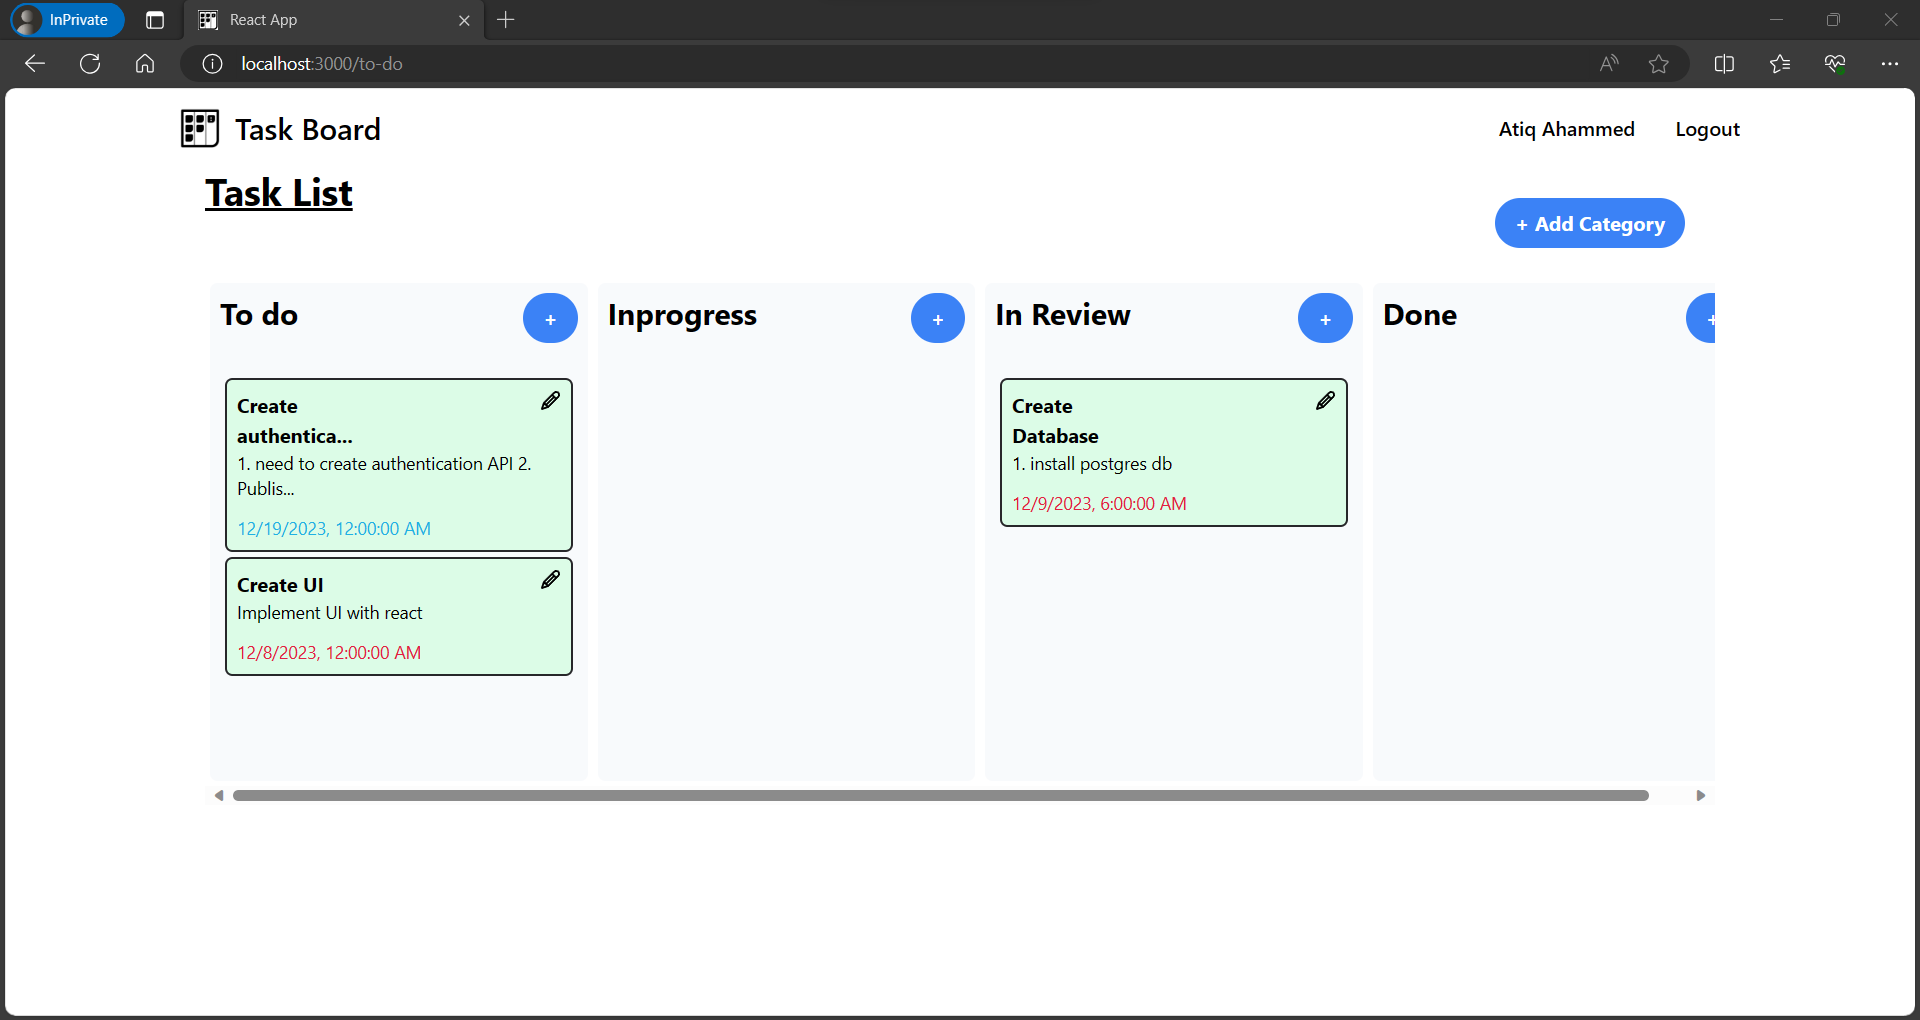 InPrivate
React App
localhost:3000/to-do
Task Board
Atiq Ahammed
Logout
Task List
+ Add Category
To do
+
Inprogress
+
In Review
+
Done
+
Create
authentica...
1. need to create authentication API 2.
Publis...
12/19/2023, 12:00:00 AM
Create UI
Implement UI with react
12/8/2023, 12:00:00 AM
Create
Database
1. install postgres db
12/9/2023, 6:00:00 AM